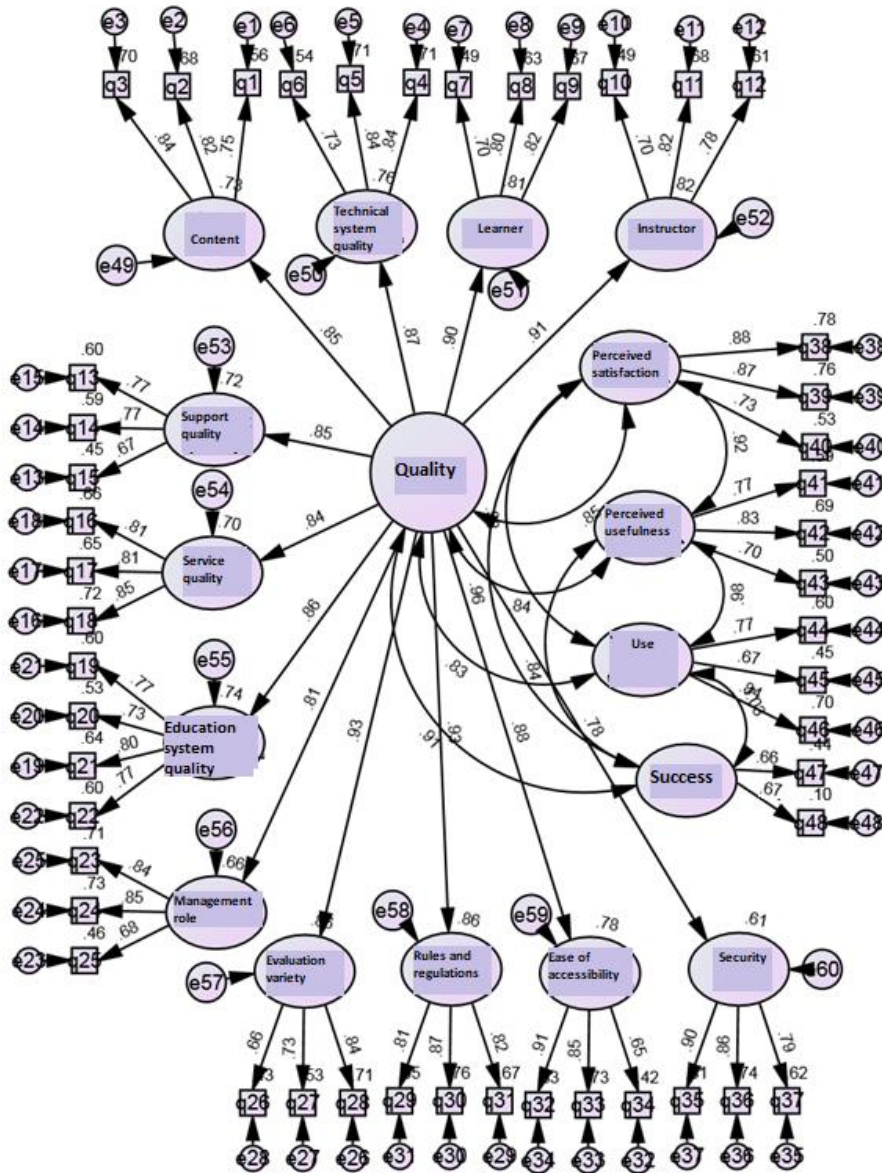 e3 e2 e1 e6 e5 e4 e7 e8 e9 e10 e11 e12
.70 .68 .56 .54 .71 .71 .49 .63 .67 .49 .68 .61
q3 q2 q1 q6 q5 q4 q7 q8 q9 q10 q11 q12
.84 .82 .75 .73 .84 .84 .70 .80 .82 .70 .82 .78
.73 .76 .81 .82
Content
Technical
system
quality
Learner
Instructor
e49 e50 e51 e52
.85 .87 .90 .91
e53
.60
e15 q13 .77
.72
.59
e14 q14 .77
Support
quality
.45
e13 q15 .67
.85
e54
.66
e18 q16 .81
.70
.65
e17 q17 .81
Service
quality
.72
e16 q18 .85
.84
Quality
Perceived
satisfaction
.88 .78 q38 e38
.87 .76 q39 e39
.73 .53 q40 e40
.92
.85
Perceived
usefulness
.77 q41 e41
.83 .69 q42 e42
.70 .50 q43 e43
.86
Use
.77 .60 q44 e44
.67 .45 q45 e45
.70 q46 e46
Success
.66 .44 q47 e47
.67 .10 q48 e48
.96 .84
.83 .84
.91 .93 .88 .78
e55
.60
e21 q19 .77
.74
.53
e20 q20 .73
Education
system
quality
.64
e19 q21 .80
.60
e22 q22 .77
.86
e56
.71
e25 q23 .84
.66
.73
e24 q24 .85
Management
role
.46
e23 q25 .68
.81
.93
e57 e58 e59
.86 .78 .61
Evaluation
variety
Rules and
regulations
Ease of
accessibility
Security
60
.66 .73 .84 .81 .87 .82 .91 .85 .65 .90 .86 .79
.53 .71 .76 .67 .73 .42 .74 .62
q26 q27 q28 q29 q30 q31 q32 q33 q34 q35 q36 q37
e28 e27 e26 e31 e30 e29 e34 e33 e32 e37 e36 e35